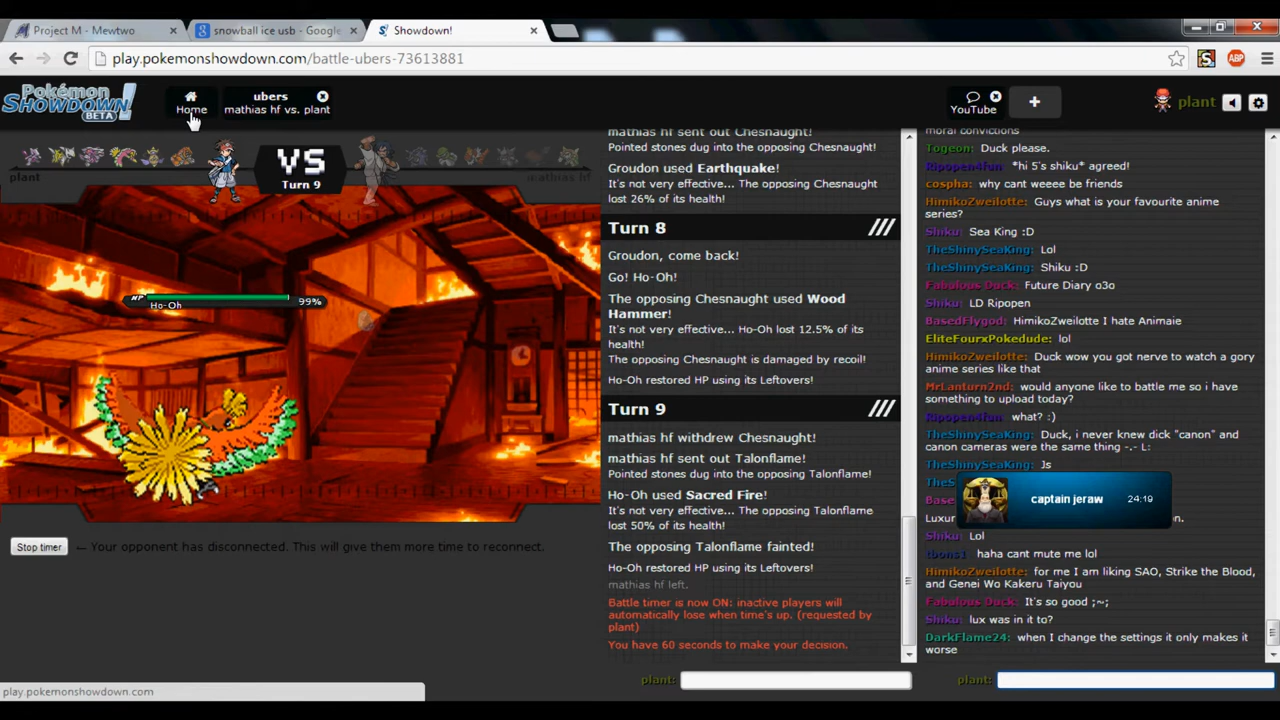 Project M - Mewtwo
snowball ice usb - Google
Showdown!
play.pokemonshowdown.com/battle-ubers-73613881
Pokémon
SHOWDOWN!
BETA!
Home
ubers
mathias hf vs. plant
YouTube
+
plant
plant
VS
Turn 9
mathias hf
Ho-Oh
99%
Stop timer
← Your opponent has disconnected. This will give them more time to reconnect.
mathias hf sent out Chesnaught!
Pointed stones dug into the opposing Chesnaught!
Groudon used Earthquake!
It's not very effective... The opposing Chesnaught
lost 26% of its health!
Turn 8
Groudon, come back!
Go! Ho-Oh!
The opposing Chesnaught used Wood
Hammer!
It's not very effective... Ho-Oh lost 12.5% of its
health!
The opposing Chesnaught is damaged by recoil!
Ho-Oh restored HP using its Leftovers!
Turn 9
mathias hf withdrew Chesnaught!
mathias hf sent out Talonflame!
Pointed stones dug into the opposing Talonflame!
Ho-Oh used Sacred Fire!
It's not very effective... The opposing Talonflame
lost 50% of its health!
The opposing Talonflame fainted!
Ho-Oh restored HP using its Leftovers!
mathias hf left.
Battle timer is now ON: inactive players will
automatically lose when time's up. (requested by
plant)
You have 60 seconds to make your decision.
plant:
moral convictions
Togeon: Duck please.
Ripopen4fun: *hi 5's shiku* agreed!
cospha: why cant weeee be friends
HimikoZweilotte: Guys what is your favourite anime
series?
Shiku: Sea King :D
TheShinySeaKing: Lol
TheShinySeaKing: Shiku :D
Fabulous Duck: Future Diary o3o
Shiku: LD Ripopen
BasedFlygod: HimikoZweilotte I hate Animaie
EliteFourxPokedude: lol
HimikoZweilotte: Duck wow you got nerve to watch a gory
anime series like that
MrLanturn2nd: would anyone like to battle me so i have
something to upload today?
Ripopen4fun: what? :)
TheShinySeaKing: Duck, i never knew dick "canon" and
canon cameras were the same thing -.- L:
TheShinySeaKing: Js
captain jeraw 24:19
Shiku: Lol
tbons1: haha cant mute me lol
HimikoZweilotte: for me I am liking SAO, Strike the Blood,
and Genei Wo Kakeru Taiyou
Fabulous Duck: It's so good ;~;
Shiku: lux was in it to?
DarkFlame24: when I change the settings it only makes it
worse
plant:
play.pokemonshowdown.com